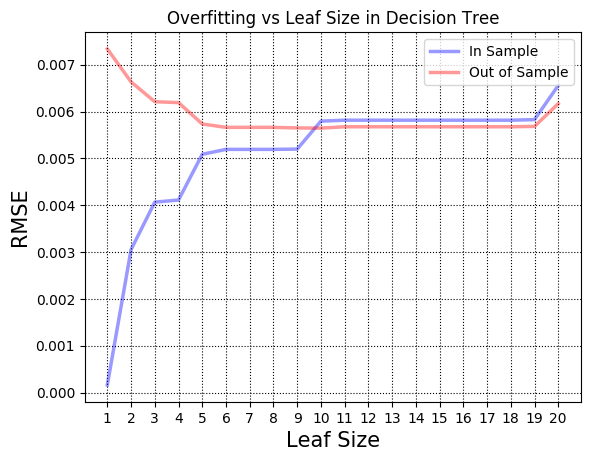 Overfitting vs Leaf Size in Decision Tree
In Sample
Out of Sample
0.007
0.006
0.005
0.004
0.003
0.002
0.001
0.000
RMSE
1 2 3 4 5 6 7 8 9 10 11 12 13 14 15 16 17 18 19 20
Leaf Size